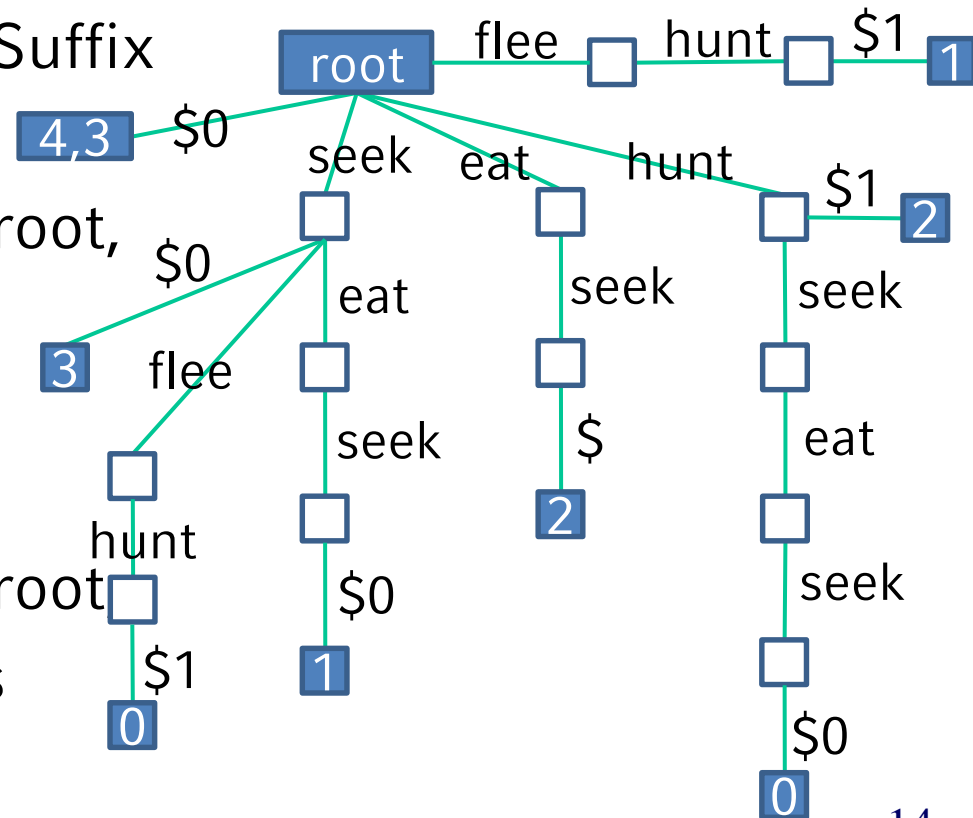 Suffix
root
flee
hunt
$1
1
4,3
$0
seek
eat
hunt
$1
2
root,
$0
eat
seek
seek
3
flee
seek
$
eat
hunt
2
root
$0
seek
s
$1
1
0
$0
0
14